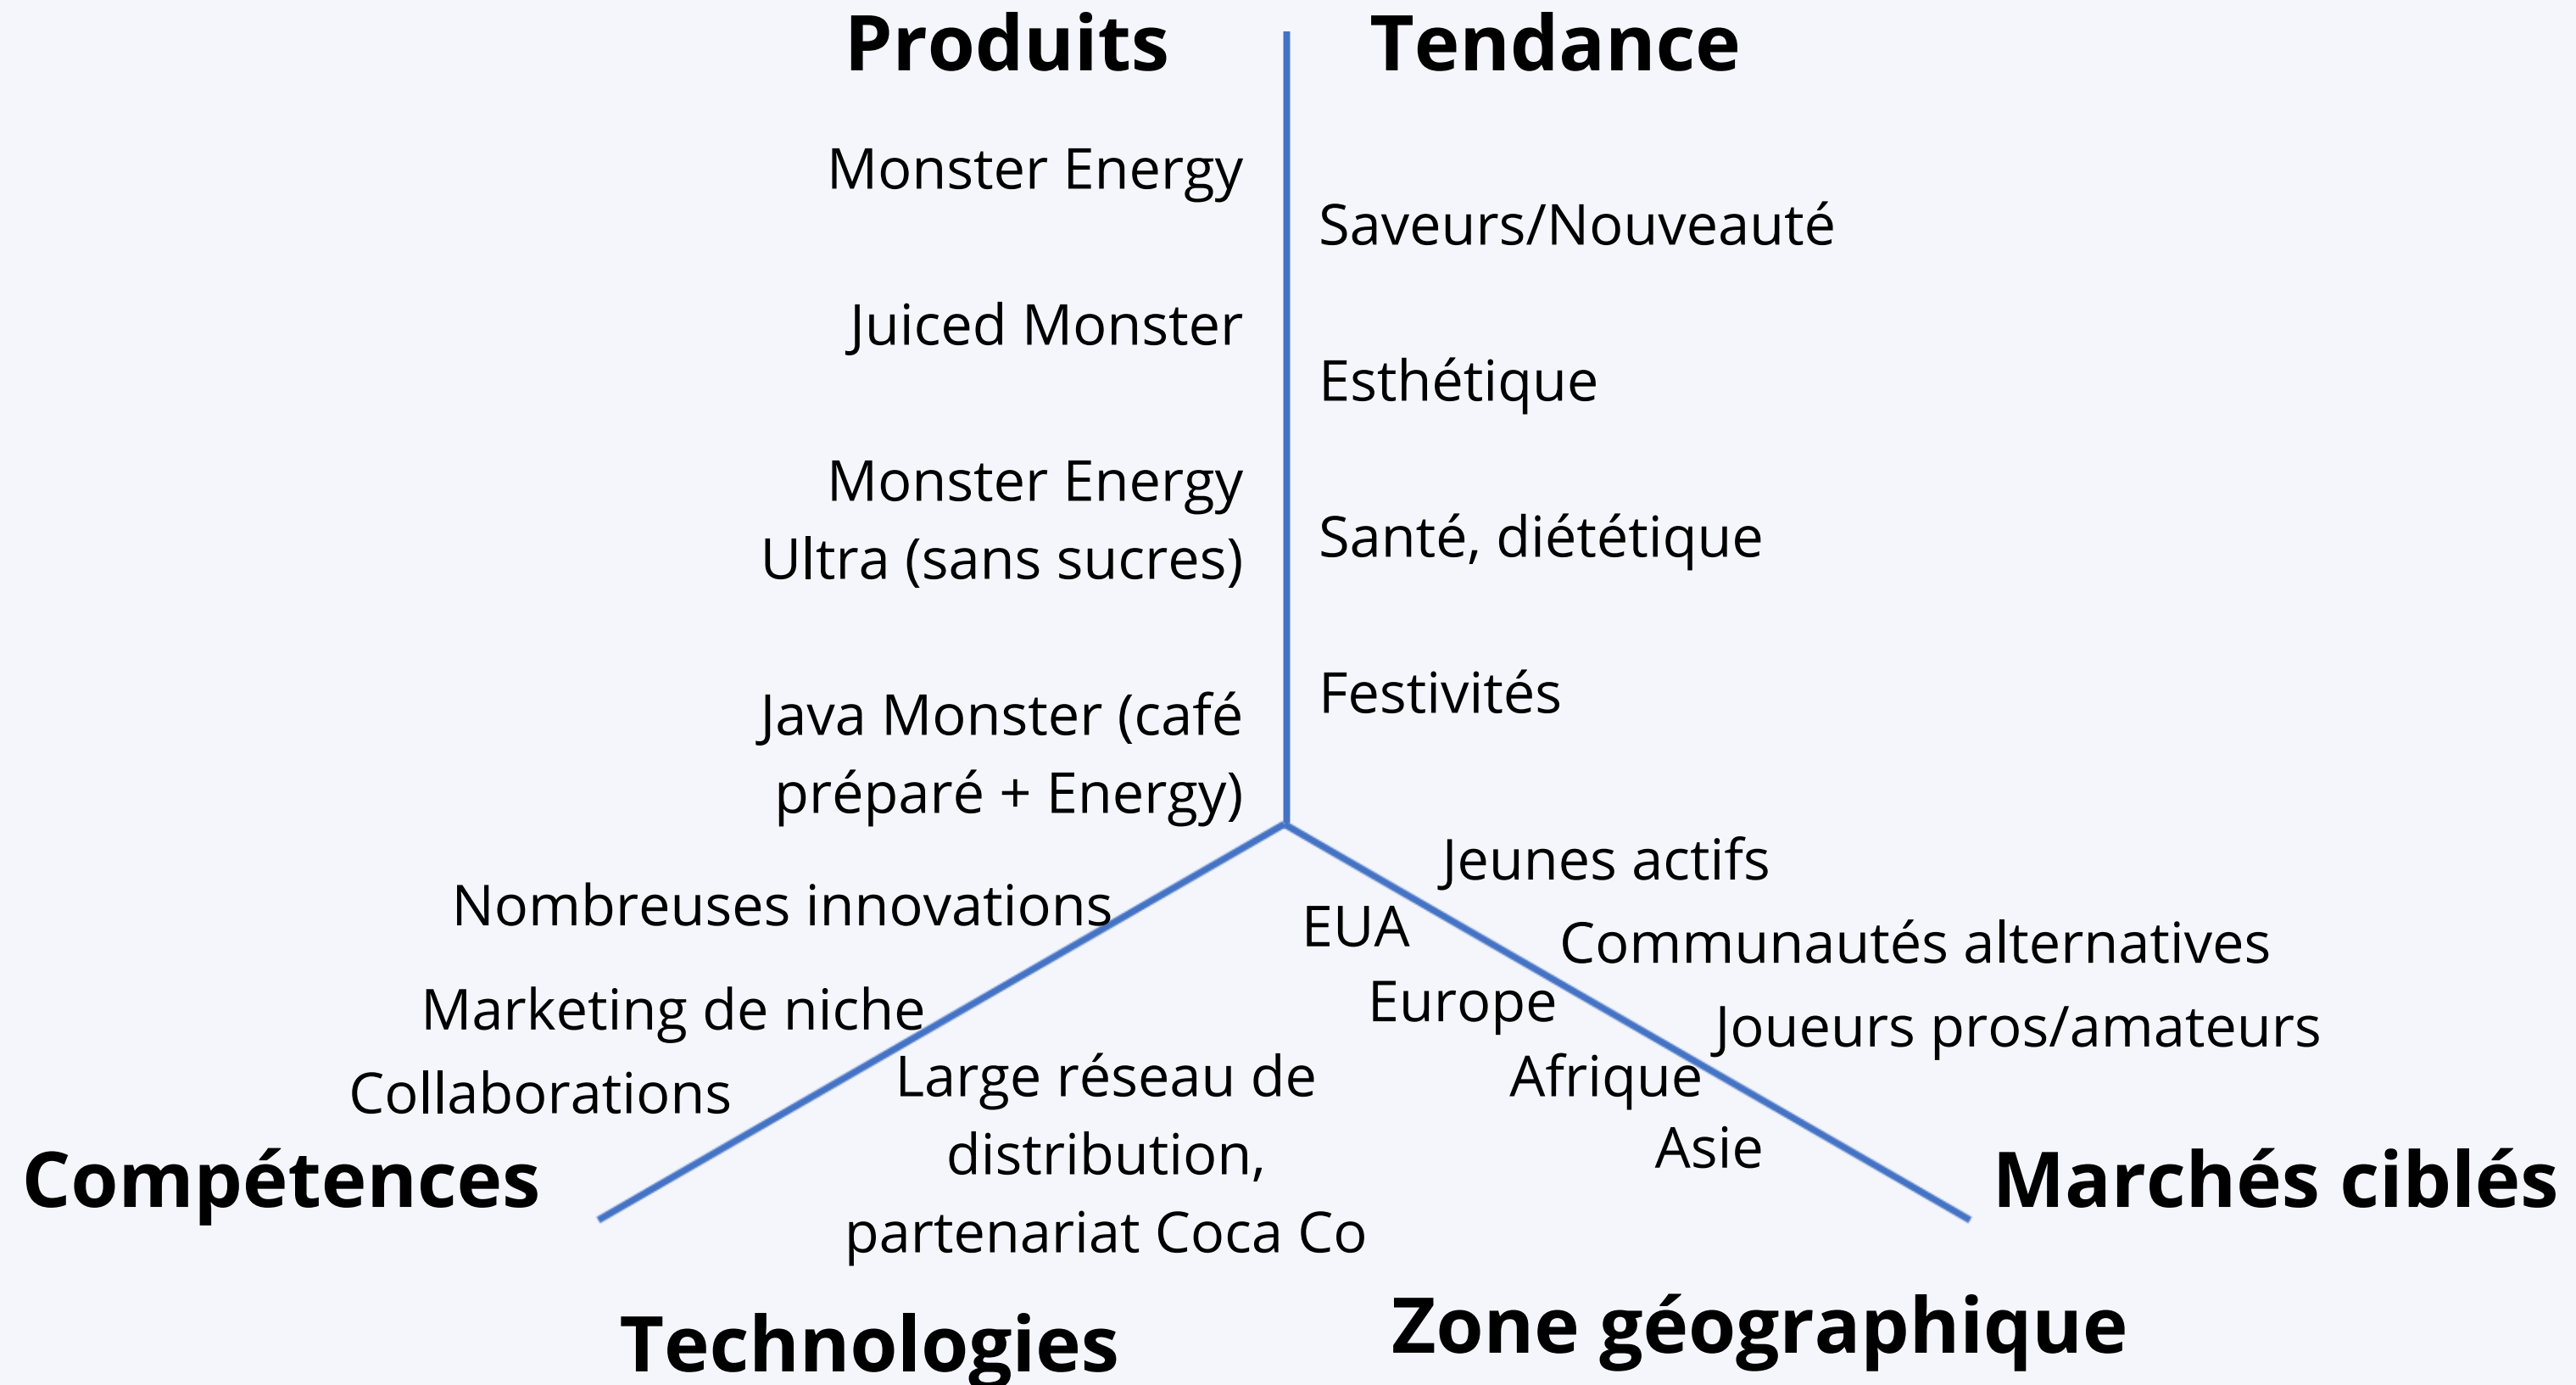 Produits
Tendance
Monster Energy
Saveurs/Nouveauté
Juiced Monster
Esthétique
Monster Energy
Ultra (sans sucres)
Santé, diététique
Festivités
Java Monster (café
préparé + Energy)
Nombreuses innovations
Marketing de niche
Collaborations
Compétences
Large réseau de
distribution,
partenariat Coca Co
Technologies
EUA
Europe
Afrique
Asie
Zone géographique
Jeunes actifs
Communautés alternatives
Joueurs pros/amateurs
Marchés ciblés